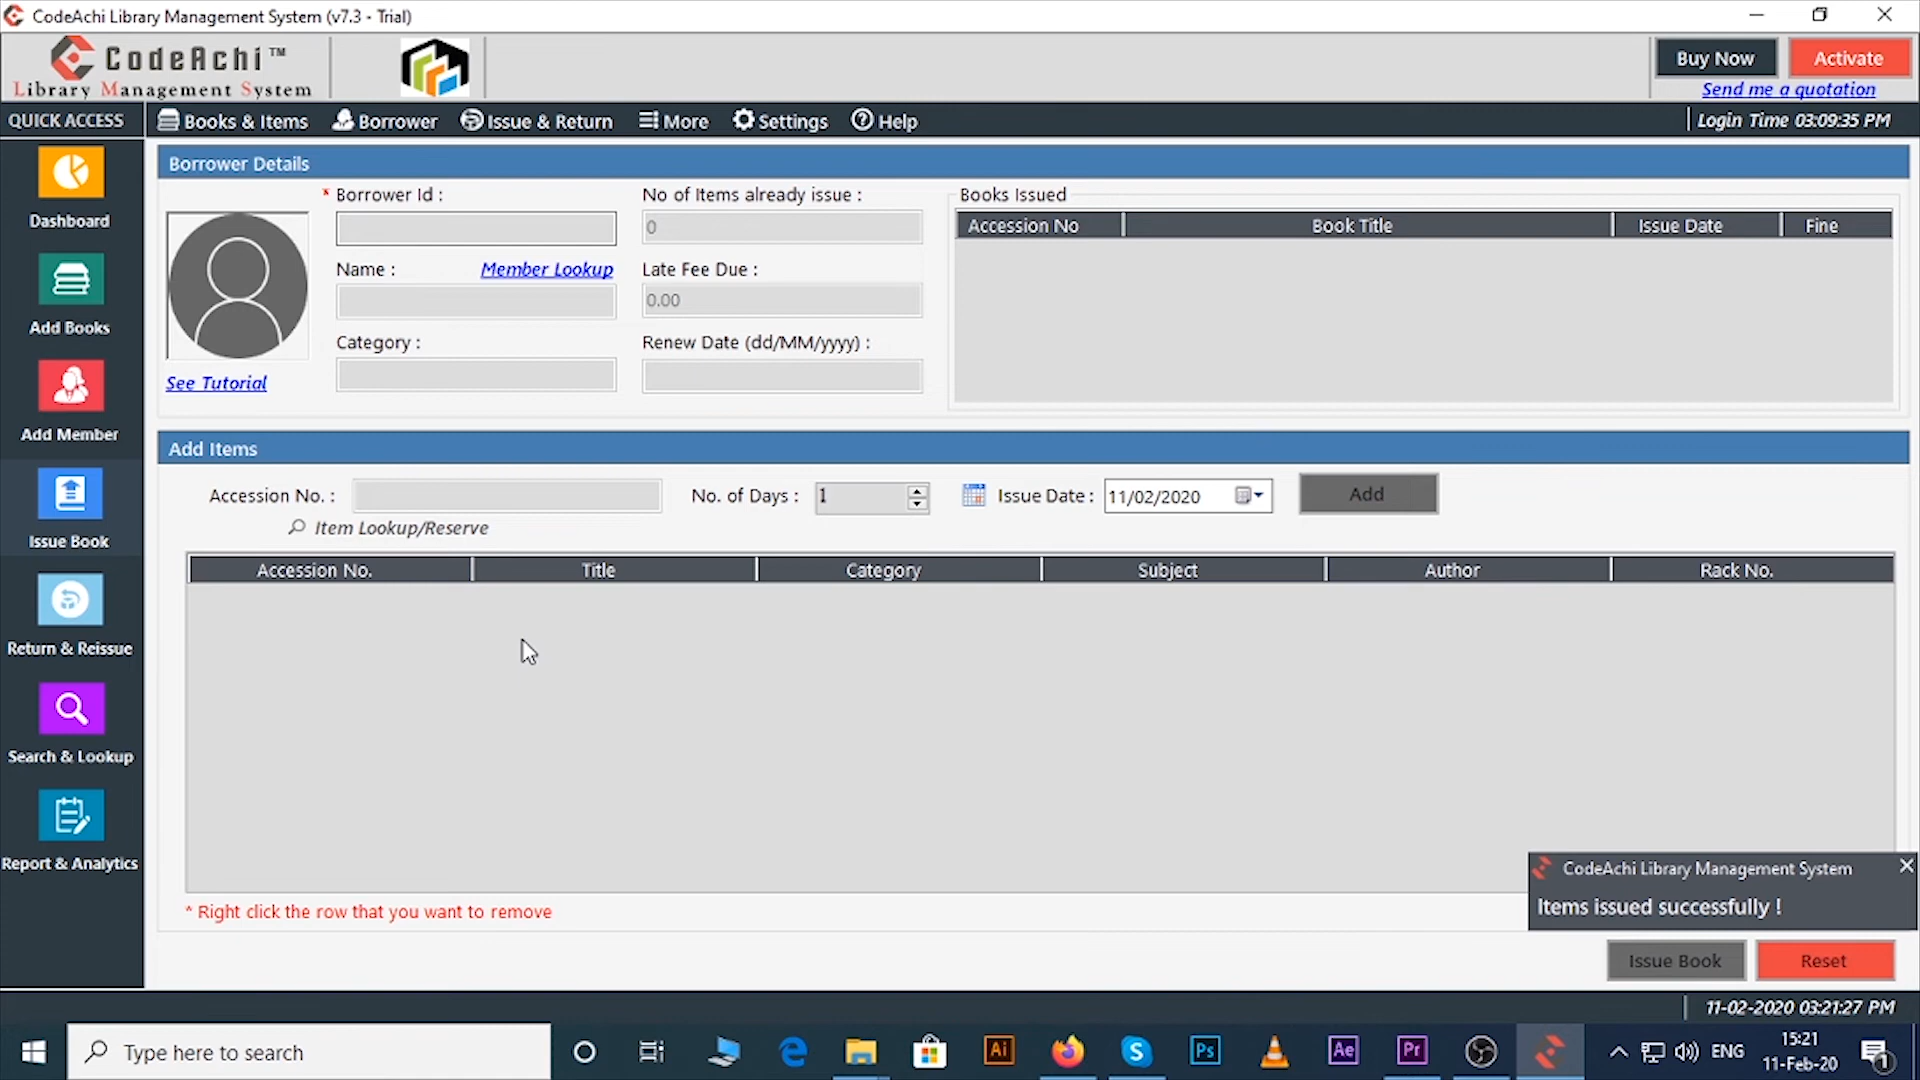 CodeAchi Library Management System (v7.3 - Trial)
CodeAchi™
Library Management System
Buy Now
Activate
Send me a quotation
QUICK ACCESS
Books & Items
Borrower
Issue & Return
More
Settings
Help
Login Time 03:09:35 PM
Dashboard
Add Books
Add Member
Issue Book
Return & Reissue
Search & Lookup
Report & Analytics
Borrower Details
* Borrower Id :
No of Items already issue :
0
Name :
Member Lookup
Late Fee Due :
0.00
Category :
Renew Date (dd/MM/yyyy) :
See Tutorial
Books Issued
Accession No
Book Title
Issue Date
Fine
Add Items
Accession No. :
No. of Days :
1
Issue Date :
11/02/2020
Add
Item Lookup/Reserve
Accession No.
Title
Category
Subject
Author
Rack No.
* Right click the row that you want to remove
CodeAchi Library Management System
Items issued successfully !
Issue Book
Reset
11-02-2020 03:21:27 PM
Type here to search
Ai
S
Ps
Ae
Pr
ENG
15:21
11-Feb-20
1